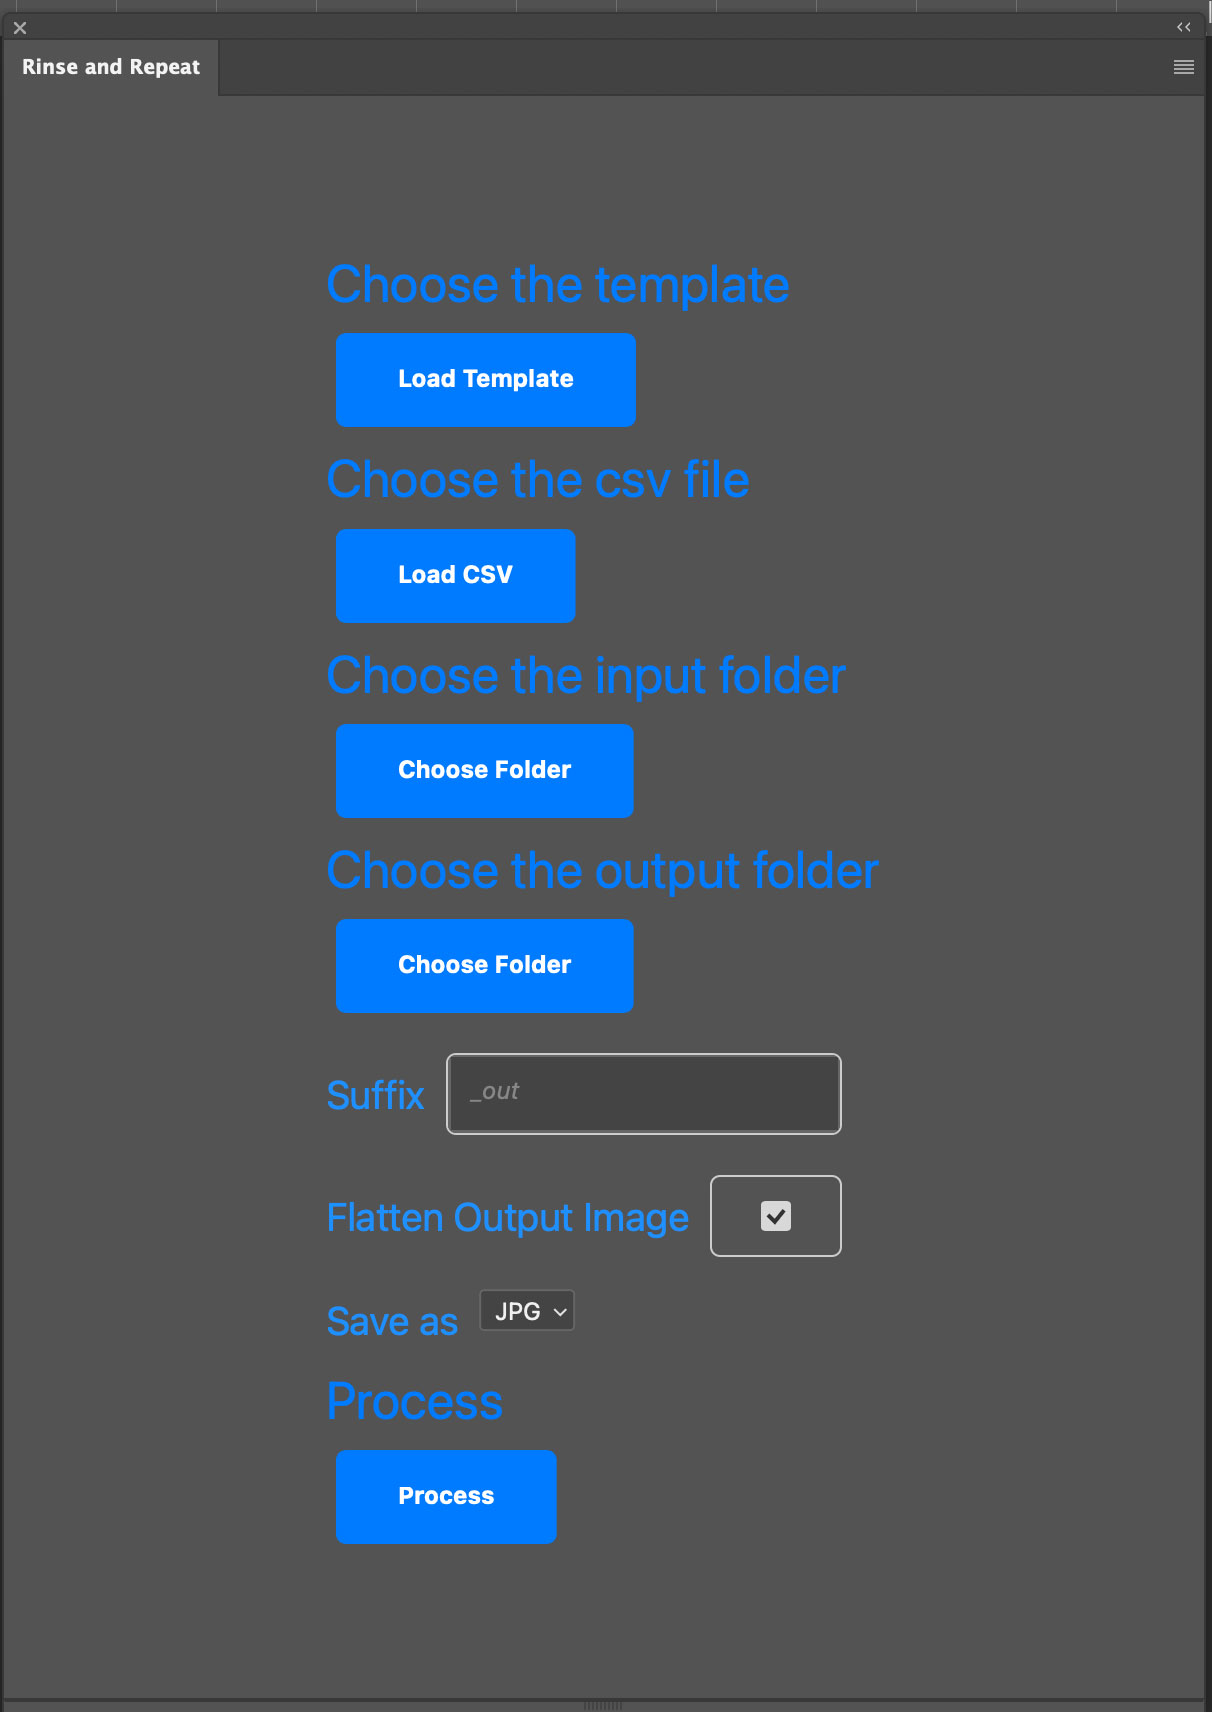 Rinse and Repeat
Choose the template
Load Template
Choose the csv file
Load CSV
Choose the input folder
Choose Folder
Choose the output folder
Choose Folder
Suffix _out
Flatten Output Image
Save as JPG
Process
Process